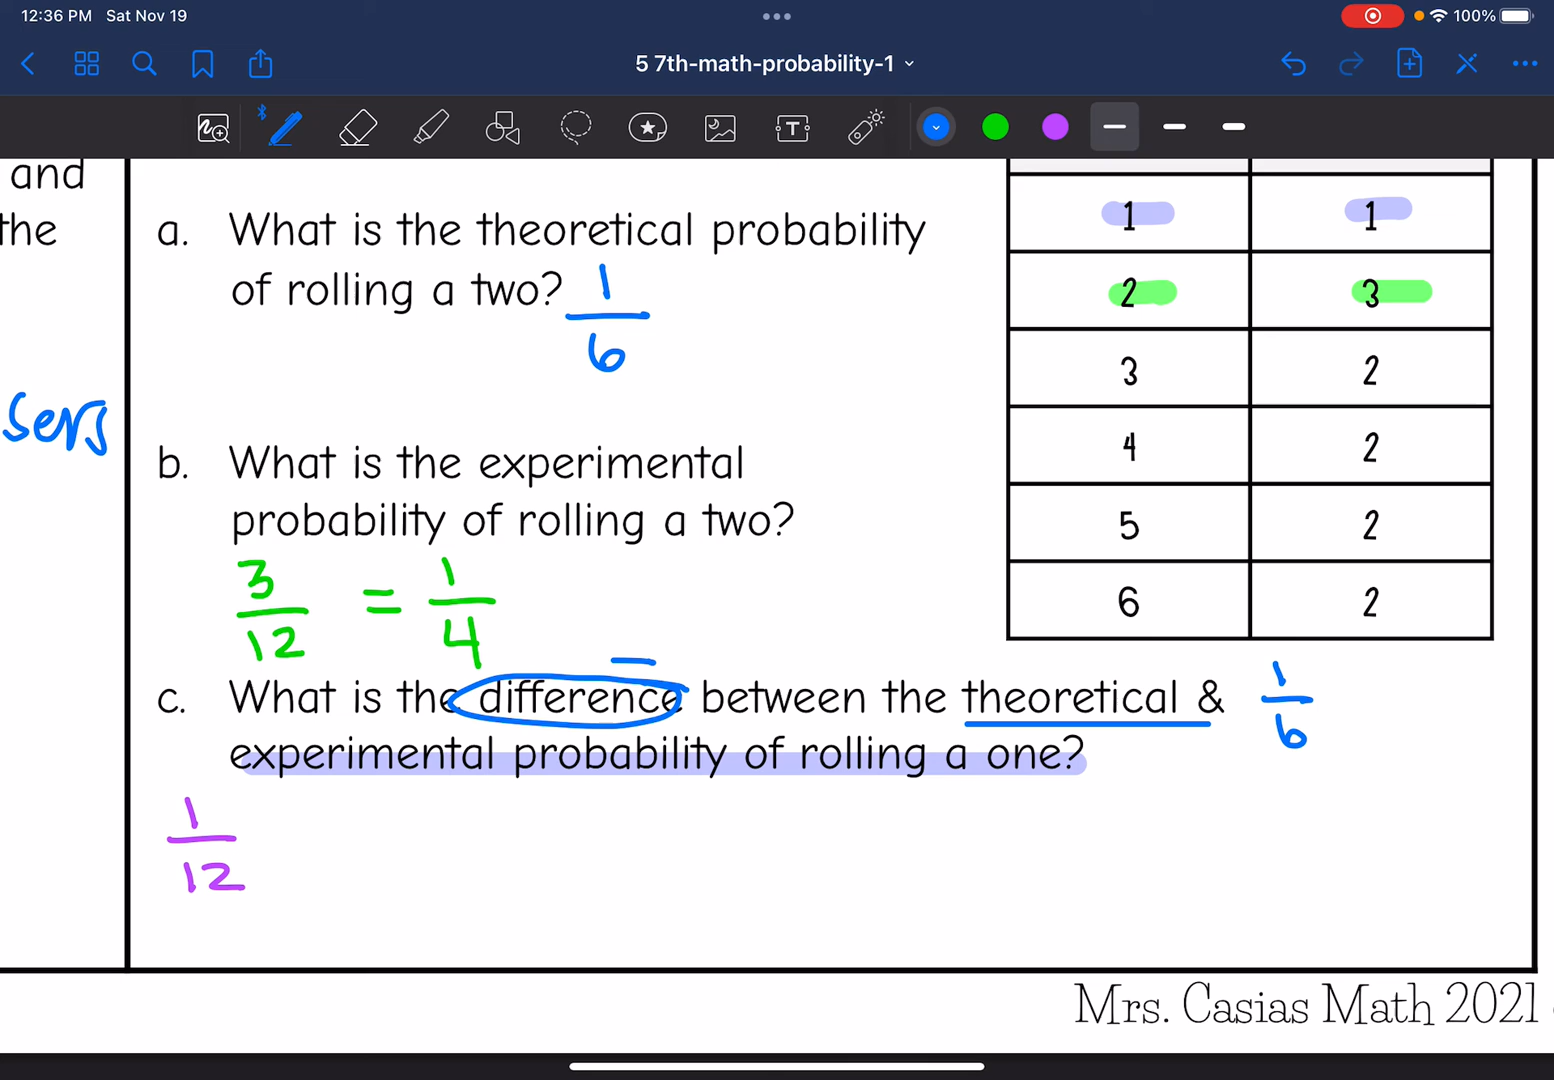 12:36 PM Sat Nov 19
100%
5 7th-math-probability-1
T
and
the
sers
a. What is the theoretical probability
of rolling a two? 1/6
b. What is the experimental
probability of rolling a two?
3/12 = 1/4
c. What is the difference between the theoretical & 1/6
experimental probability of rolling a one?
1/12
1 1
2 3
3 2
4 2
5 2
6 2
Mrs. Casias Math 2021